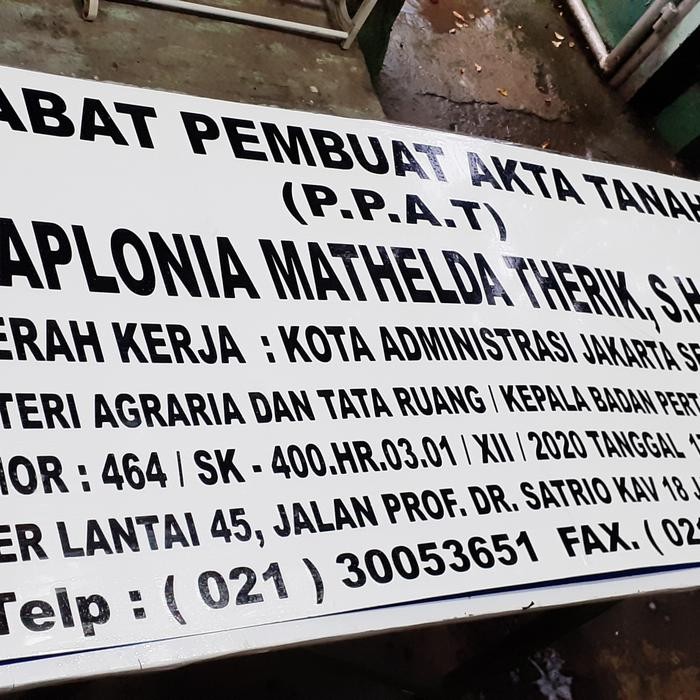 ABAT PEMBUAT AKTA TANAH
(P.P.A.T)
APLONIA MATHELDA THERIK, S.H
ERAH KERJA : KOTA ADMINISTRASI JAKARTA SE
TERI AGRARIA DAN TATA RUANG / KEPALA BADAN PERT
MOR : 464 / SK - 400.HR.03.01 / XII / 2020 TANGGAL 1
ER LANTAI 45, JALAN PROF. DR. SATRIO KAV 18 J
Telp : ( 021 ) 30053651 FAX. ( 02